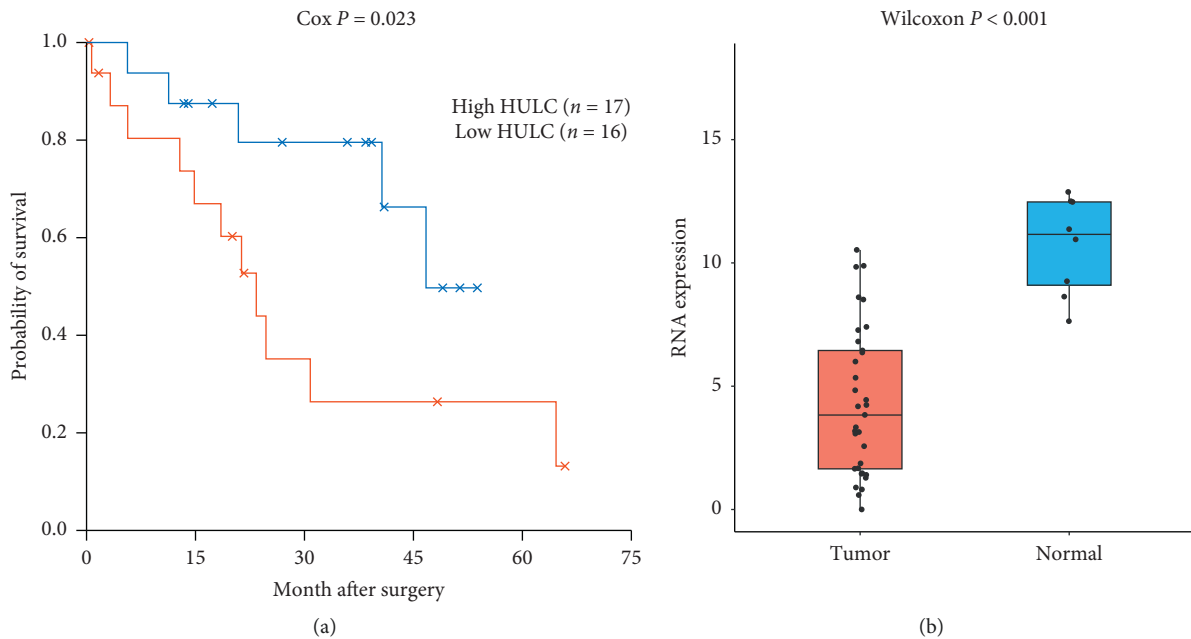 Cox P = 0.023
1.0
0.8
0.6
0.4
0.2
0.0
Probability of survival
High HULC (n = 17)
Low HULC (n = 16)
0 15 30 45 60 75
Month after surgery
(a)
Wilcoxon P < 0.001
15
10
5
0
RNA expression
Tumor Normal
(b)